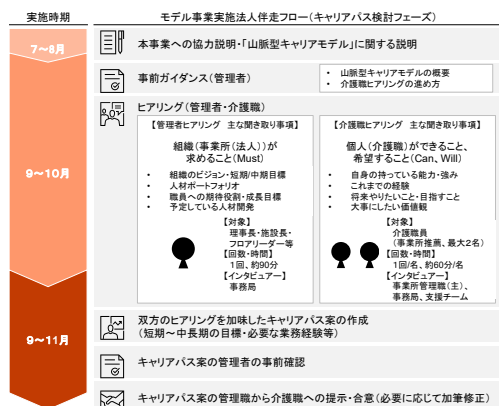 実施時期
モデル事業実施法人伴走フロー（キャリアパス検討フェーズ）
7～8月
本事業への協力説明・「山脈型キャリアモデル」に関する説明
9～10月
事前ガイダンス（管理者）
• 山脈型キャリアモデルの概要
• 介護職ヒアリングの進め方
ヒアリング（管理者・介護職）
【管理者ヒアリング 主な聞き取り事項】
組織（事業所（法人））が
求めること（Must）
• 組織のビジョン・短期/中期目標
• 人材ポートフォリオ
• 職員への期待役割・成長目標
• 予定している人材開発
【対象】
理事長・施設長・
フロアリーダー等
【回数・時間】
1回、約90分
【インタビュアー】
事務局
【介護職ヒアリング 主な聞き取り事項】
個人（介護職）ができること、
希望すること（Can、Will）
• 自身の持っている能力・強み
• これまでの経験
• 将来やりたいこと・目指すこと
• 大事にしたい価値観
【対象】
介護職員
（事業所推薦、最大2名）
【回数・時間】
1回/名、約60分/名
【インタビュアー】
事業所管理職（主）、
事務局、支援チーム
9～11月
双方のヒアリングを加味したキャリアパス案の作成
（短期～中長期の目標・必要な業務経験等）
キャリアパス案の管理者の事前確認
キャリアパス案の管理職から介護職への提示・合意（必要に応じて加筆修正）